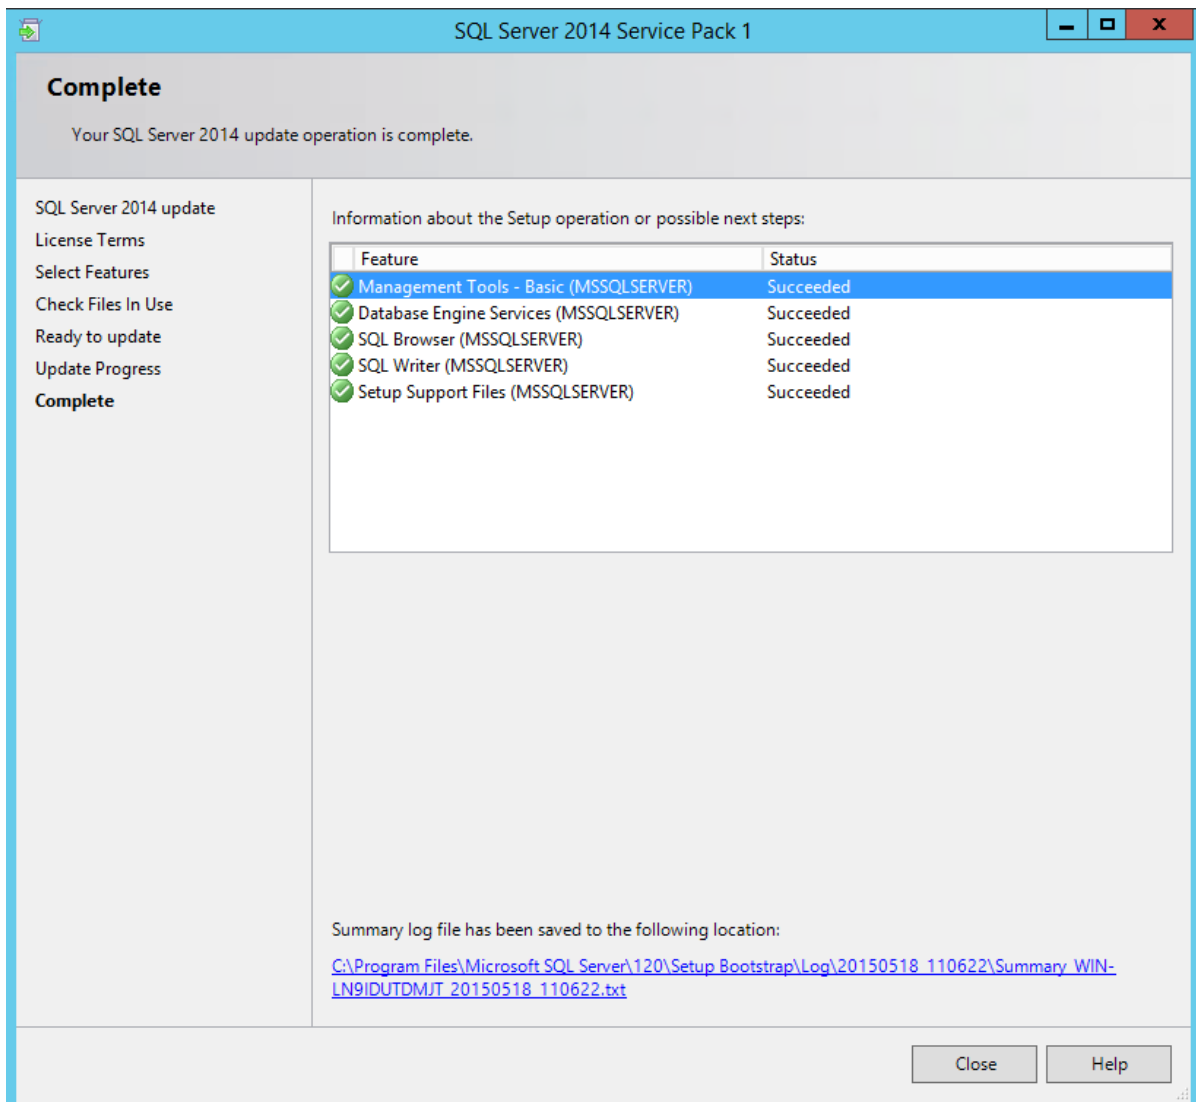 SQL Server 2014 Service Pack 1
Complete
Your SQL Server 2014 update operation is complete.
SQL Server 2014 update
License Terms
Select Features
Check Files In Use
Ready to update
Update Progress
Complete
Information about the Setup operation or possible next steps:
Feature Status
Management Tools - Basic (MSSQLSERVER) Succeeded
Database Engine Services (MSSQLSERVER) Succeeded
SQL Browser (MSSQLSERVER) Succeeded
SQL Writer (MSSQLSERVER) Succeeded
Setup Support Files (MSSQLSERVER) Succeeded
Summary log file has been saved to the following location:
C:\Program Files\Microsoft SQL Server\120\Setup Bootstrap\Log\20150518_110622\Summary_WIN-
LN9IDUTDMJT_20150518_110622.txt
Close Help